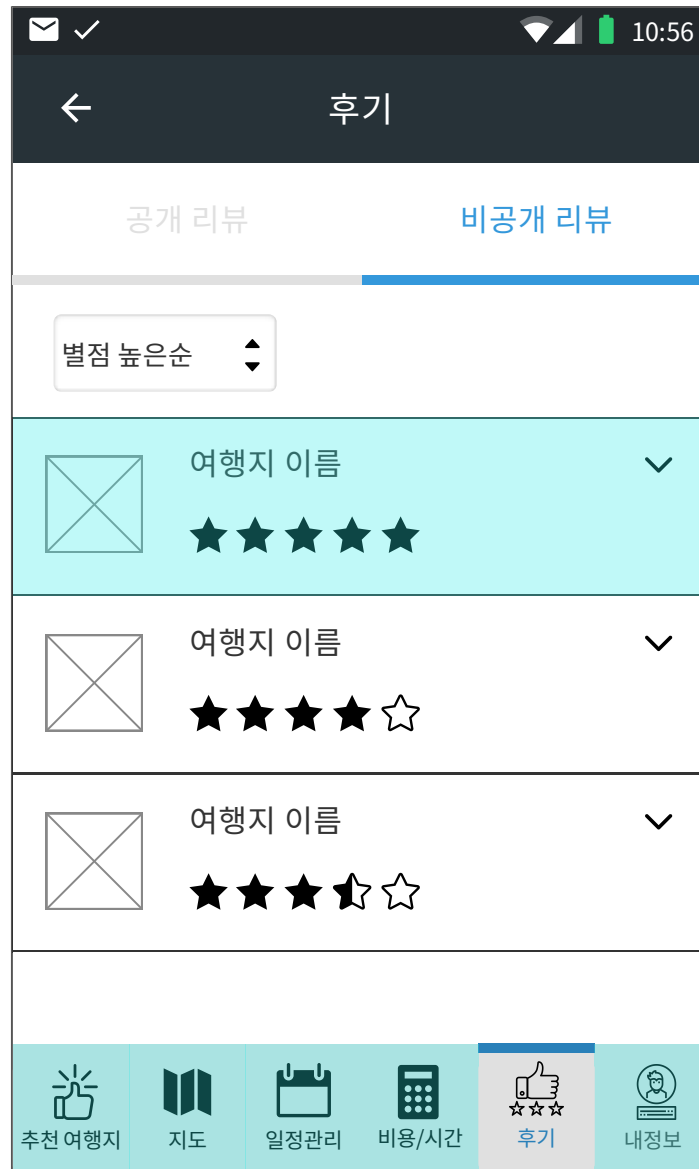 10:56
후기
공개 리뷰
비공개 리뷰
별점 높은순
여행지 이름
여행지 이름
여행지 이름
추천 여행지
지도
일정관리
비용/시간
후기
내정보